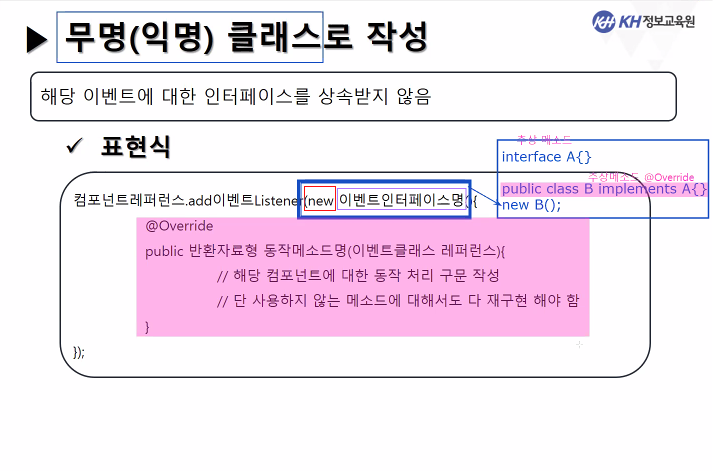 ▶ 무명(익명) 클래스로 작성
KH 정보교육원
해당 이벤트에 대한 인터페이스를 상속받지 않음
✓ 표현식
추상 메소드
interface A{}
추상메소드 @Override
public class B implements A{}
new B();
컴포넌트레퍼런스.add이벤트Listener(new 이벤트인터페이스명(){
@Override
public 반환자료형 동작메소드명(이벤트클래스 레퍼런스){
// 해당 컴포넌트에 대한 동작 처리 구문 작성
// 단 사용하지 않는 메소드에 대해서도 다 재구현 해야 함
}
});